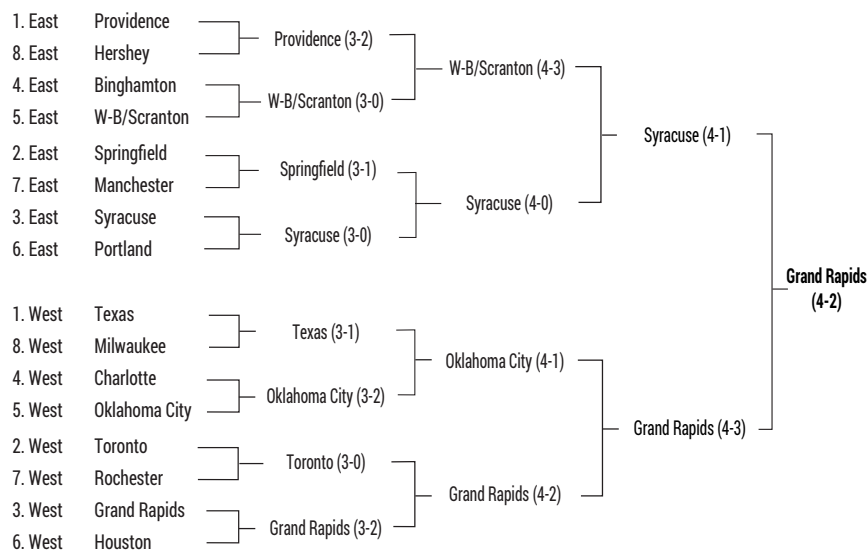 1. East Providence
8. East Hershey
4. East Binghamton
5. East W-B/Scranton
2. East Springfield
7. East Manchester
3. East Syracuse
6. East Portland
1. West Texas
8. West Milwaukee
4. West Charlotte
5. West Oklahoma City
2. West Toronto
7. West Rochester
3. West Grand Rapids
6. West Houston
Providence (3-2)
W-B/Scranton (3-0)
Springfield (3-1)
Syracuse (3-0)
Texas (3-1)
Oklahoma City (3-2)
Toronto (3-0)
Grand Rapids (3-2)
W-B/Scranton (4-3)
Syracuse (4-0)
Oklahoma City (4-1)
Grand Rapids (4-2)
Syracuse (4-1)
Grand Rapids (4-3)
Grand Rapids
(4-2)